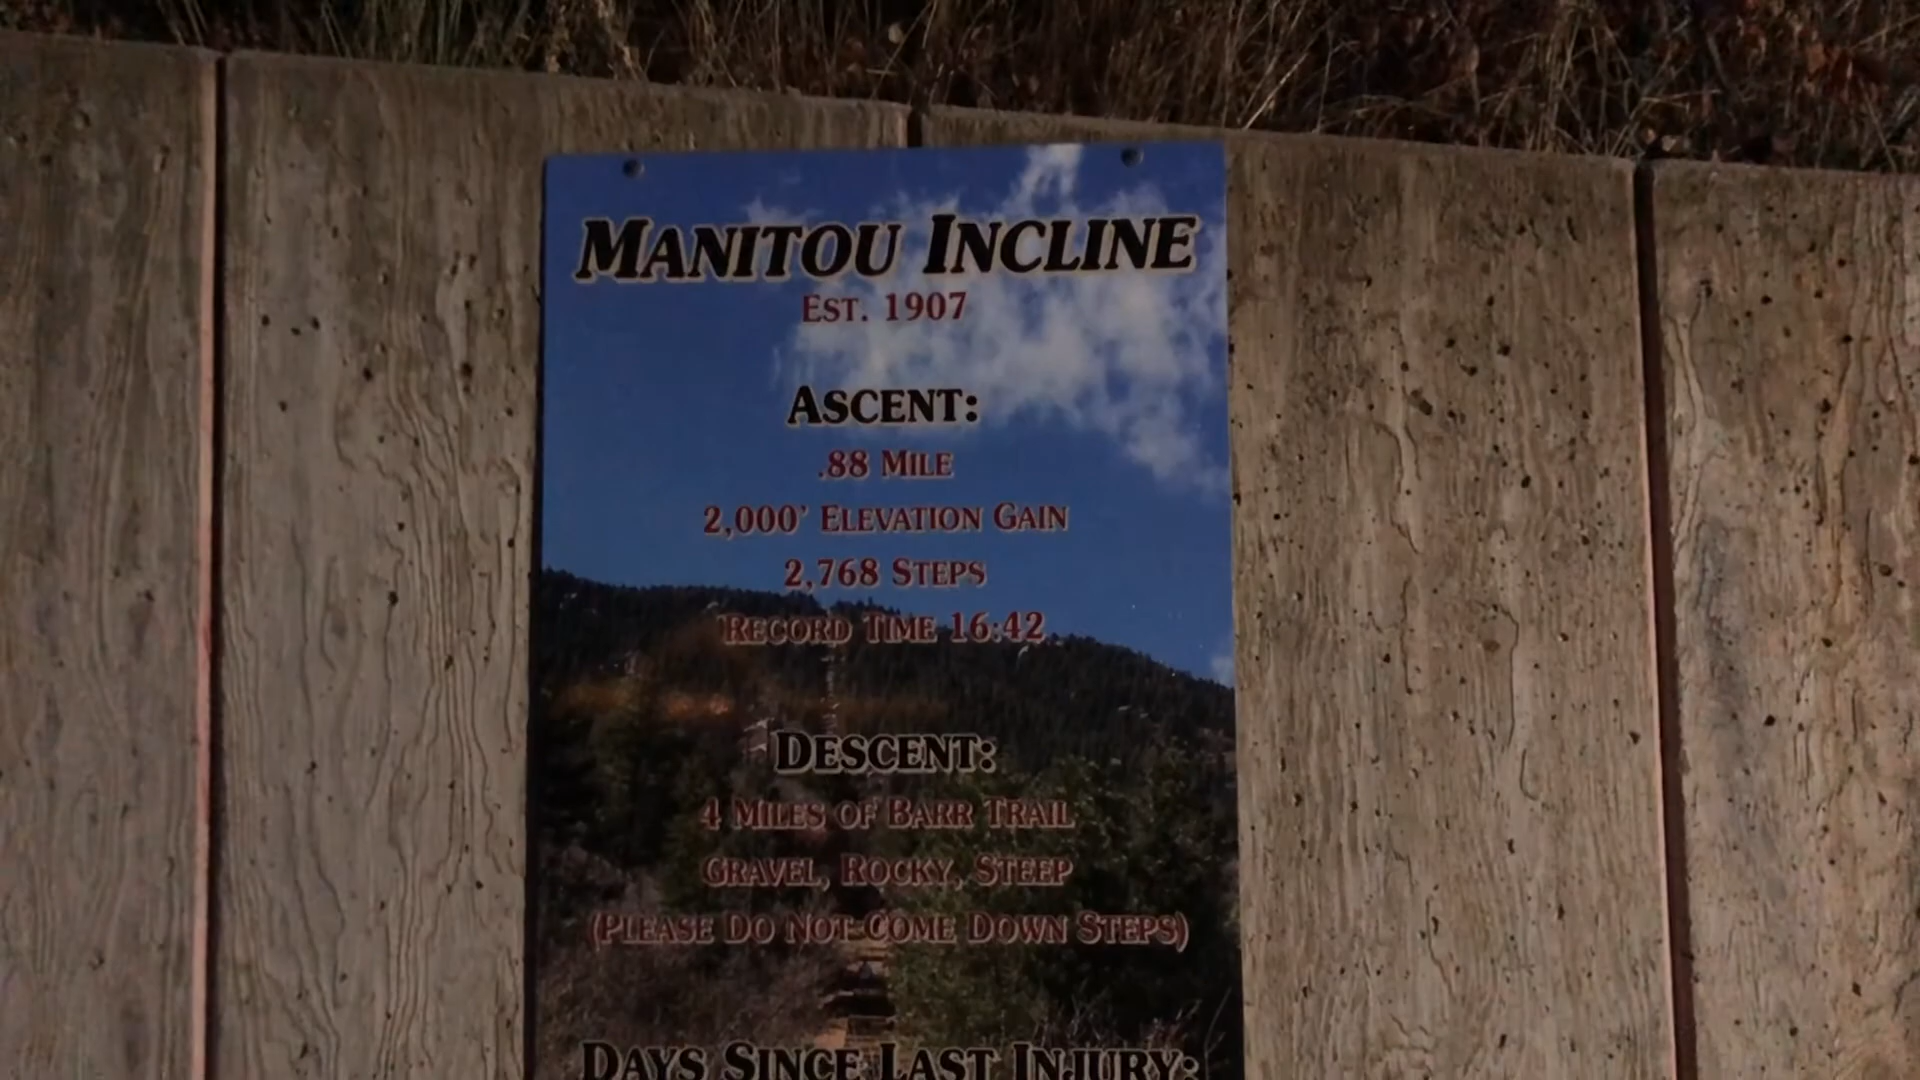 MANITOU INCLINE
EST. 1907
ASCENT:
.88 MILE
2,000' ELEVATION GAIN
2,768 STEPS
RECORD TIME 16:42
DESCENT:
4 MILES OF BARR TRAIL
GRAVEL, ROCKY, STEEP
(PLEASE DO NOT COME DOWN STEPS)
DAYS SINCE LAST INJURY: